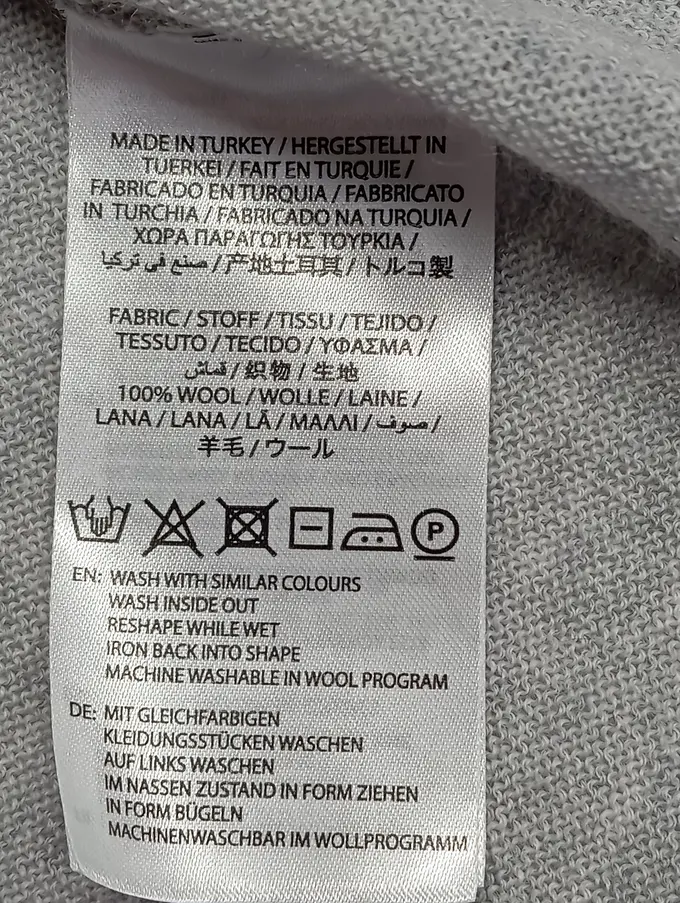 MADE IN TURKEY / HERGESTELLT IN
TUERKEI / FAIT EN TURQUIE /
FABRICADO EN TURQUIA / FABBRICATO
IN TURCHIA / FABRICADO NA TURQUIA /
ΧΩΡΑ ΠΑΡΑΓΩΓΗΣ ΤΟΥΡΚΙΑ /
صنع في تركيا / 产地土耳其 / トルコ製
FABRIC / STOFF / TISSU / TEJIDO /
TESSUTO / TECIDO / ΥΦΑΣΜΑ /
قماش / 织物 / 生地
100% WOOL / WOLLE / LAINE /
LANA / LANA / LÃ / ΜΑΛΛΙ / صوف /
羊毛 / ウール
P
EN: WASH WITH SIMILAR COLOURS
WASH INSIDE OUT
RESHAPE WHILE WET
IRON BACK INTO SHAPE
MACHINE WASHABLE IN WOOL PROGRAM
DE: MIT GLEICHFARBIGEN
KLEIDUNGSSTÜCKEN WASCHEN
AUF LINKS WASCHEN
IM NASSEN ZUSTAND IN FORM ZIEHEN
IN FORM BÜGELN
MACHINENWASCHBAR IM WOLLPROGRAMM